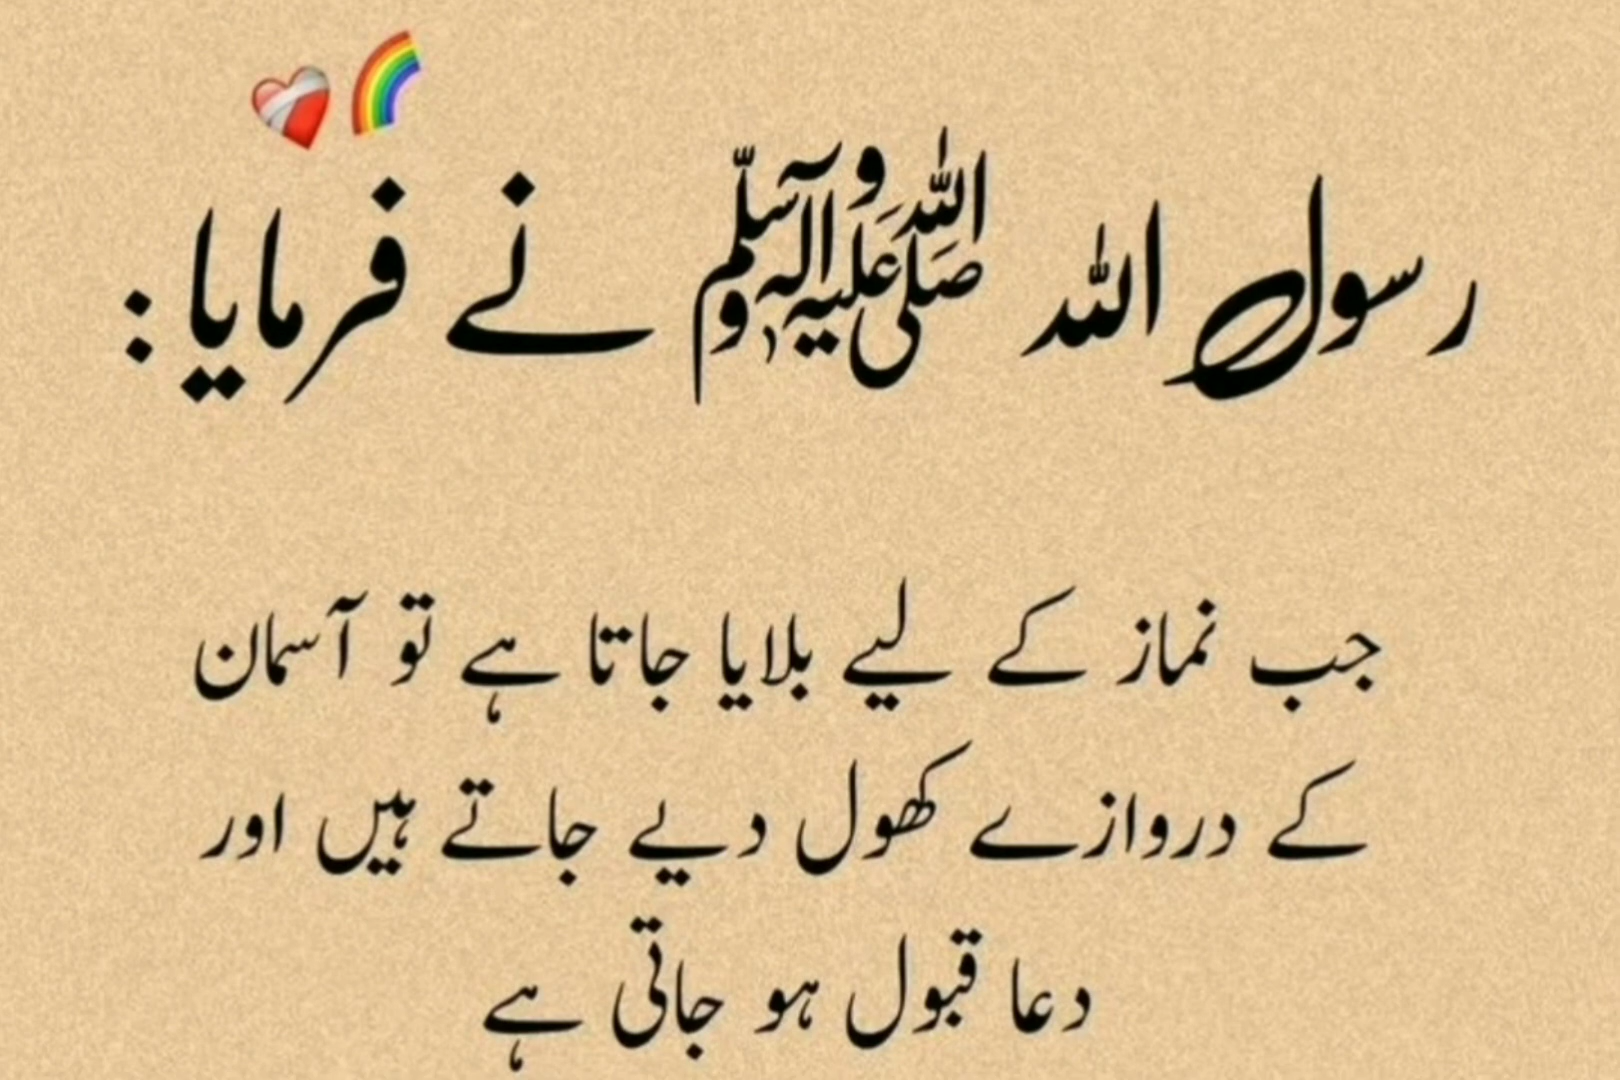 رسول اللہ صلی اللہ علیہ وآلہ وسلم نے فرمایا :
جب نماز کے لیے بلایا جاتا ہے تو آسمان
کے دروازے کھول دیے جاتے ہیں اور
دعا قبول ہو جاتی ہے